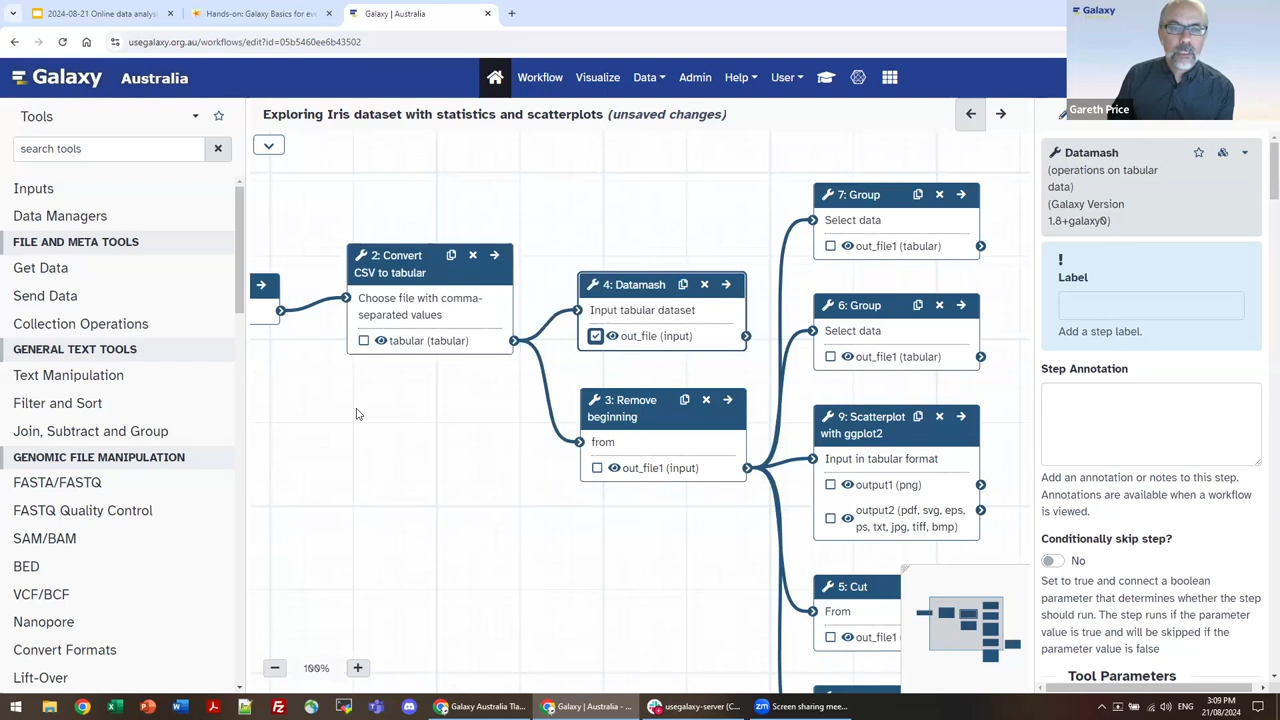 2024-08-21 Online data analysi
Hands-on: Galaxy Basics for eve
Galaxy | Australia
usegalaxy.org.au/workflows/edit?id=05b5460ee6b43502
Galaxy
Gareth Price
Galaxy Australia
Workflow Visualize Data Admin Help User
Tools
search tools
Inputs
Data Managers
FILE AND META TOOLS
Get Data
Send Data
Collection Operations
GENERAL TEXT TOOLS
Text Manipulation
Filter and Sort
Join, Subtract and Group
GENOMIC FILE MANIPULATION
FASTA/FASTQ
FASTQ Quality Control
SAM/BAM
BED
VCF/BCF
Nanopore
Convert Formats
Lift-Over
Exploring Iris dataset with statistics and scatterplots (unsaved changes)
2: Convert
CSV to tabular
Choose file with comma-
separated values
tabular (tabular)
4: Datamash
Input tabular dataset
out_file (input)
3: Remove
beginning
from
out_file1 (input)
7: Group
Select data
out_file1 (tabular)
6: Group
Select data
out_file1 (tabular)
9: Scatterplot
with ggplot2
Input in tabular format
output1 (png)
output2 (pdf, svg, eps,
ps, txt, jpg, tiff, bmp)
5: Cut
From
out_file1
100%
Datamash
(operations on tabular
data)
(Galaxy Version
1.8+galaxy0)
!
Label
Add a step label.
Step Annotation
Add an annotation or notes to this step.
Annotations are available when a workflow
is viewed.
Conditionally skip step?
No
Set to true and connect a boolean
parameter that determines whether the step
should run. The step runs if the parameter
value is true and will be skipped if the
parameter value is false
Tool Parameters
Galaxy Australia Tla...
Galaxy | Australia - ...
usegalaxy-server (C...
Screen sharing mee...
3:09 PM
21/08/2024